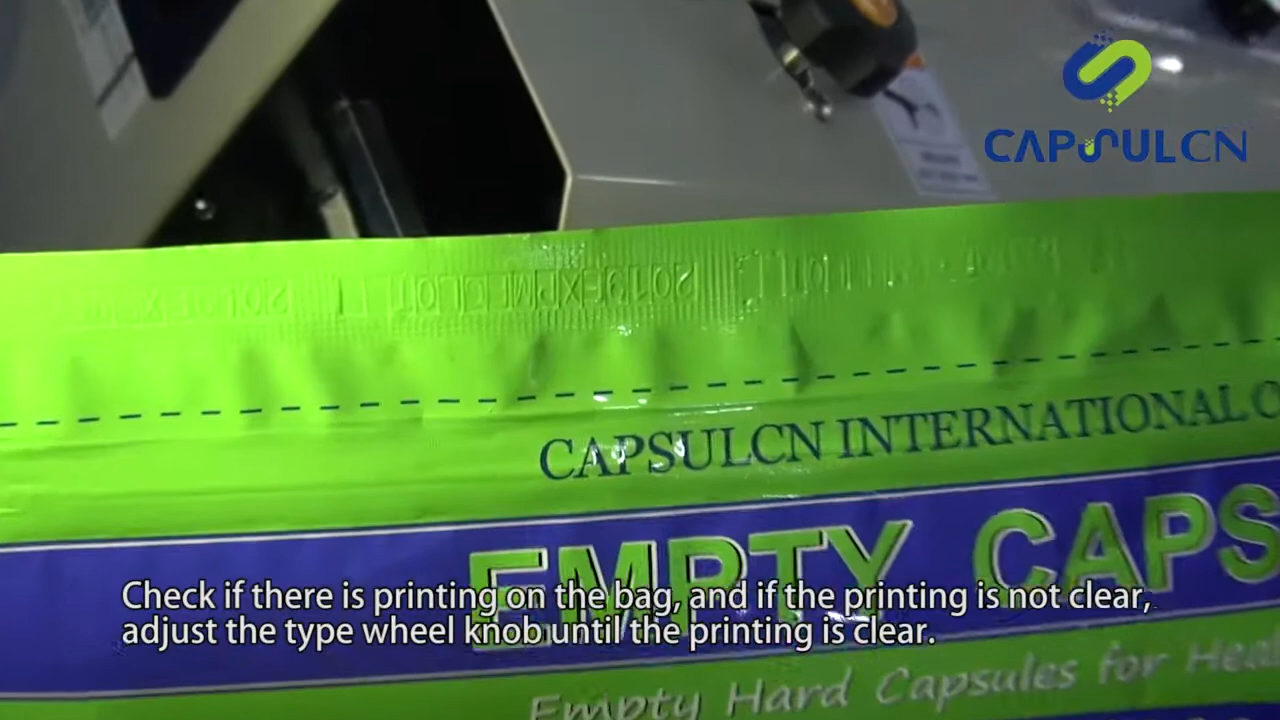 CAPSULCN
CAPSULCN INTERNATIONAL C
EMPTY CAPS
Check if there is printing on the bag, and if the printing is not clear,
adjust the type wheel knob until the printing is clear.
Empty Hard Capsules for Heal